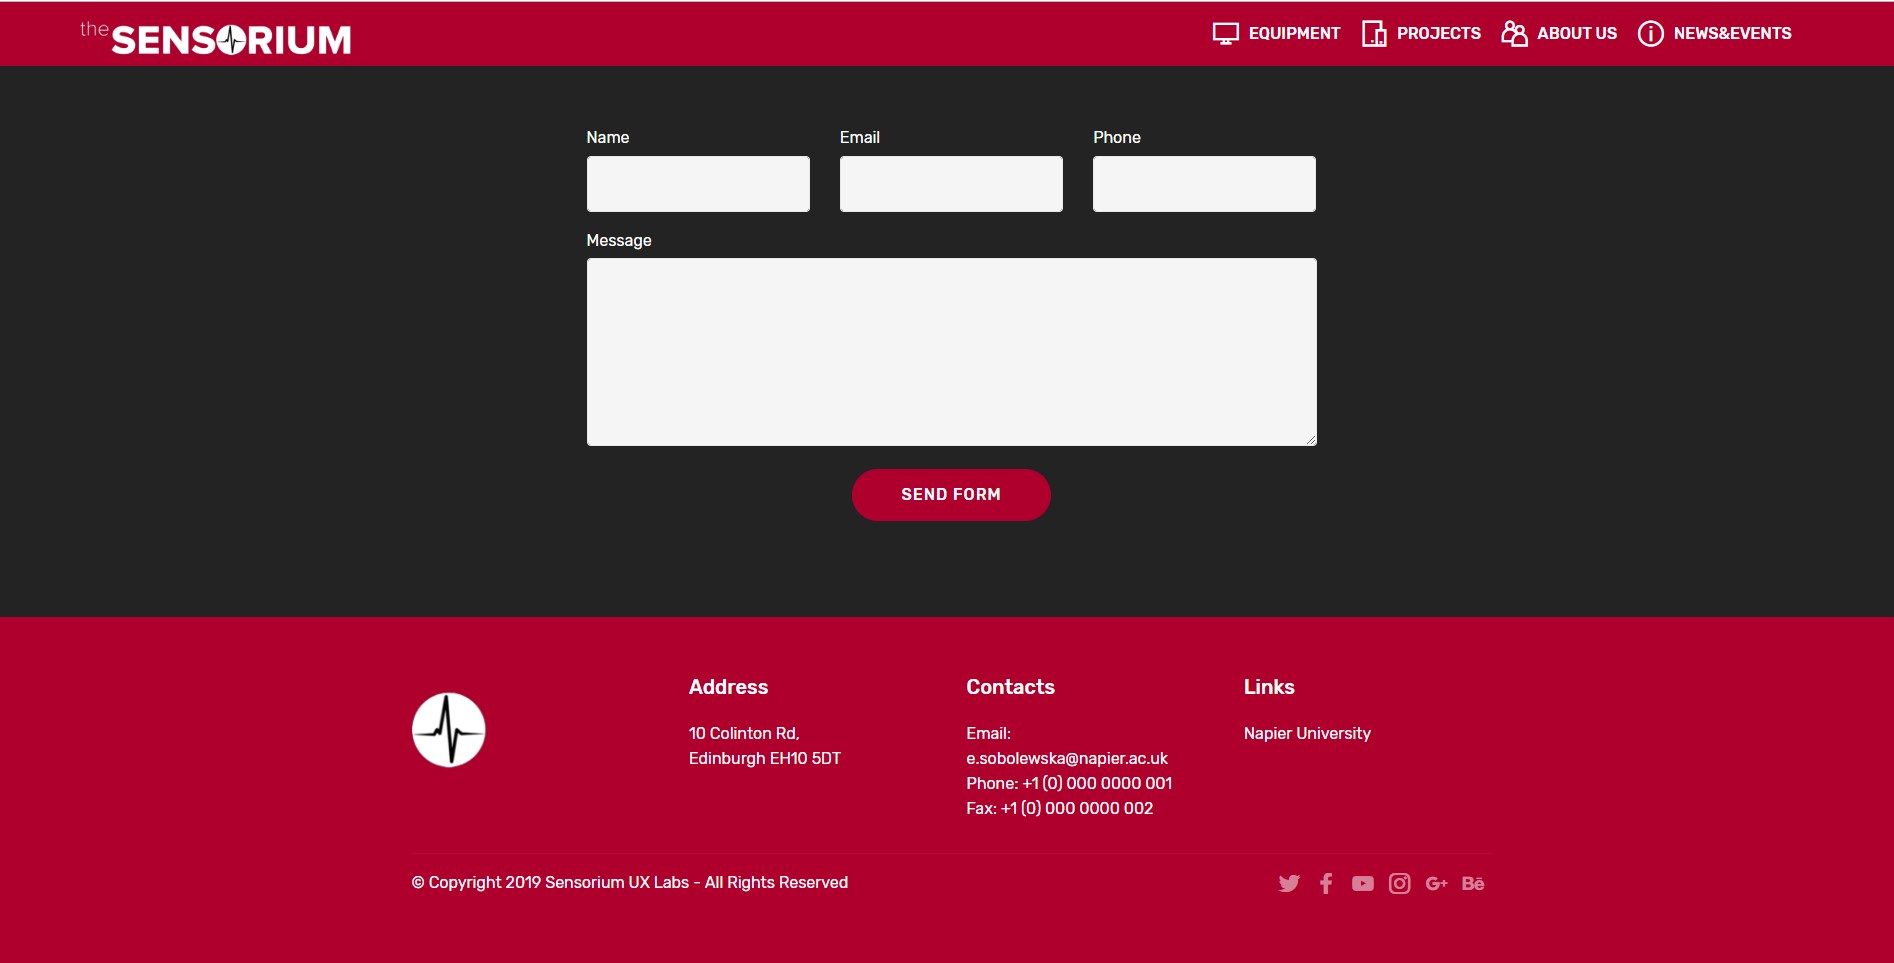 the SENSORIUM
EQUIPMENT
PROJECTS
ABOUT US
NEWS&EVENTS
Name
Email
Phone
Message
SEND FORM
Address
10 Colinton Rd,
Edinburgh EH10 5DT
Contacts
Email:
e.sobolewska@napier.ac.uk
Phone: +1 (0) 000 0000 001
Fax: +1 (0) 000 0000 002
Links
Napier University
© Copyright 2019 Sensorium UX Labs - All Rights Reserved
G+
Bē